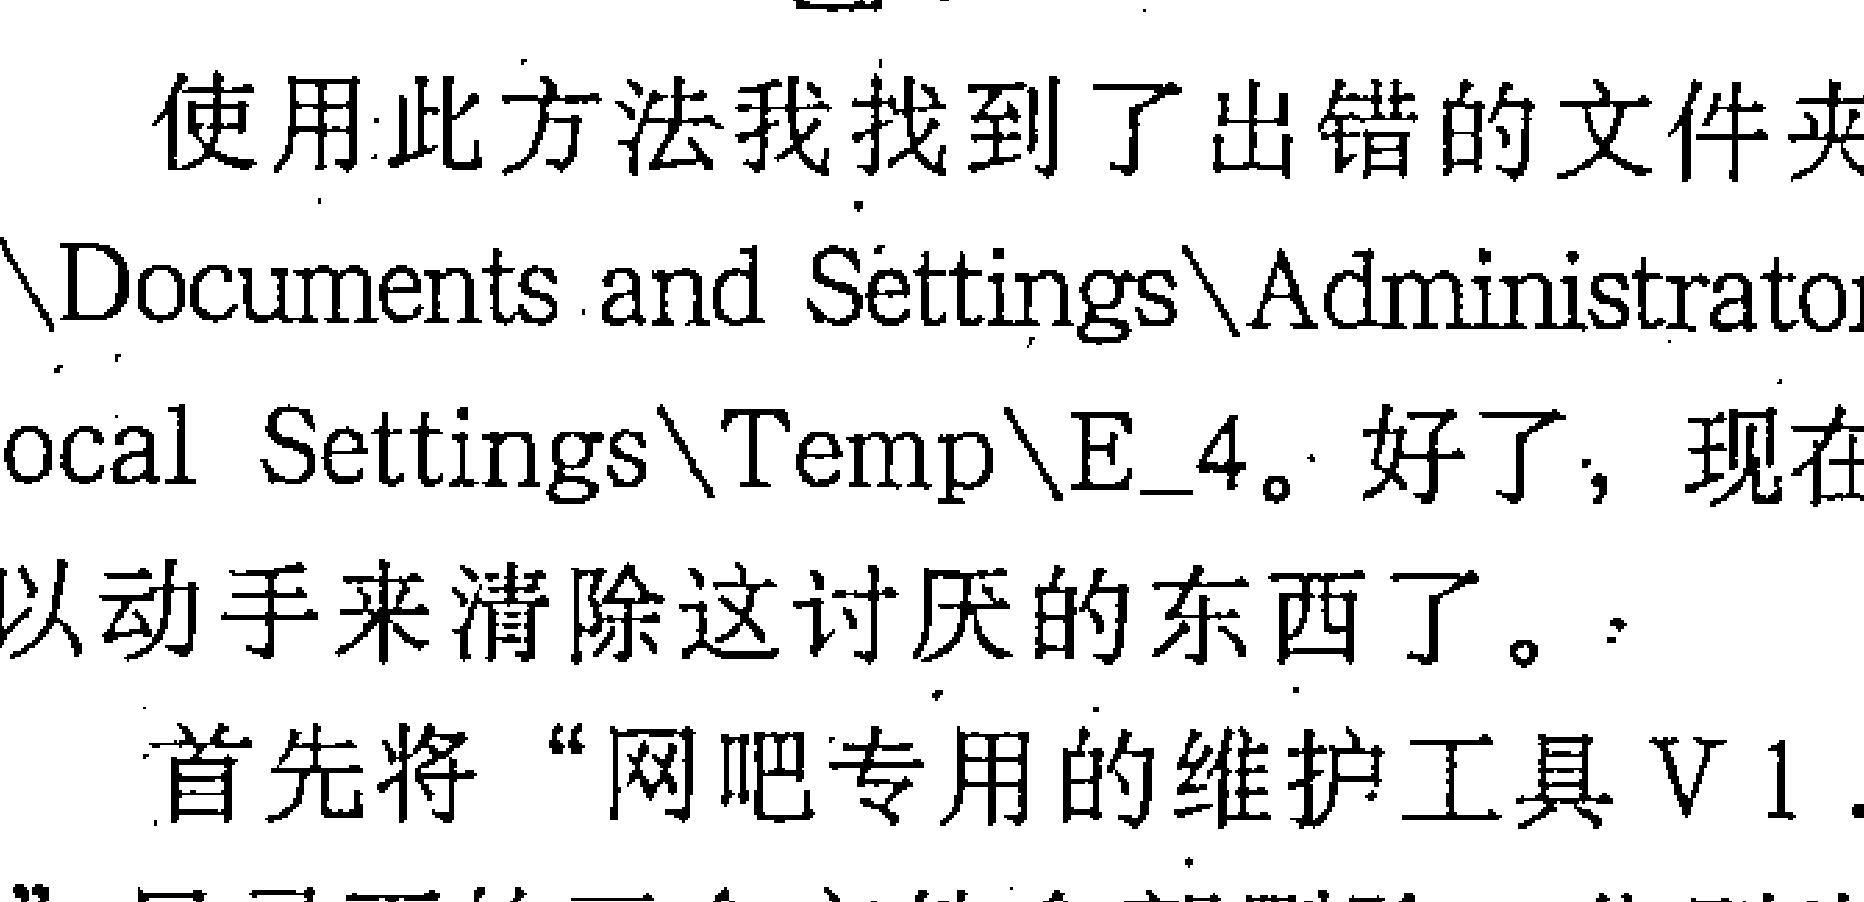 使用此方法我找到了出错的文件夹
\Documents and Settings\Administrator
ocal Settings\Temp\E_4。好了，现在
以动手来清除这讨厌的东西了。
首先将“网吧专用的维护工具V1.